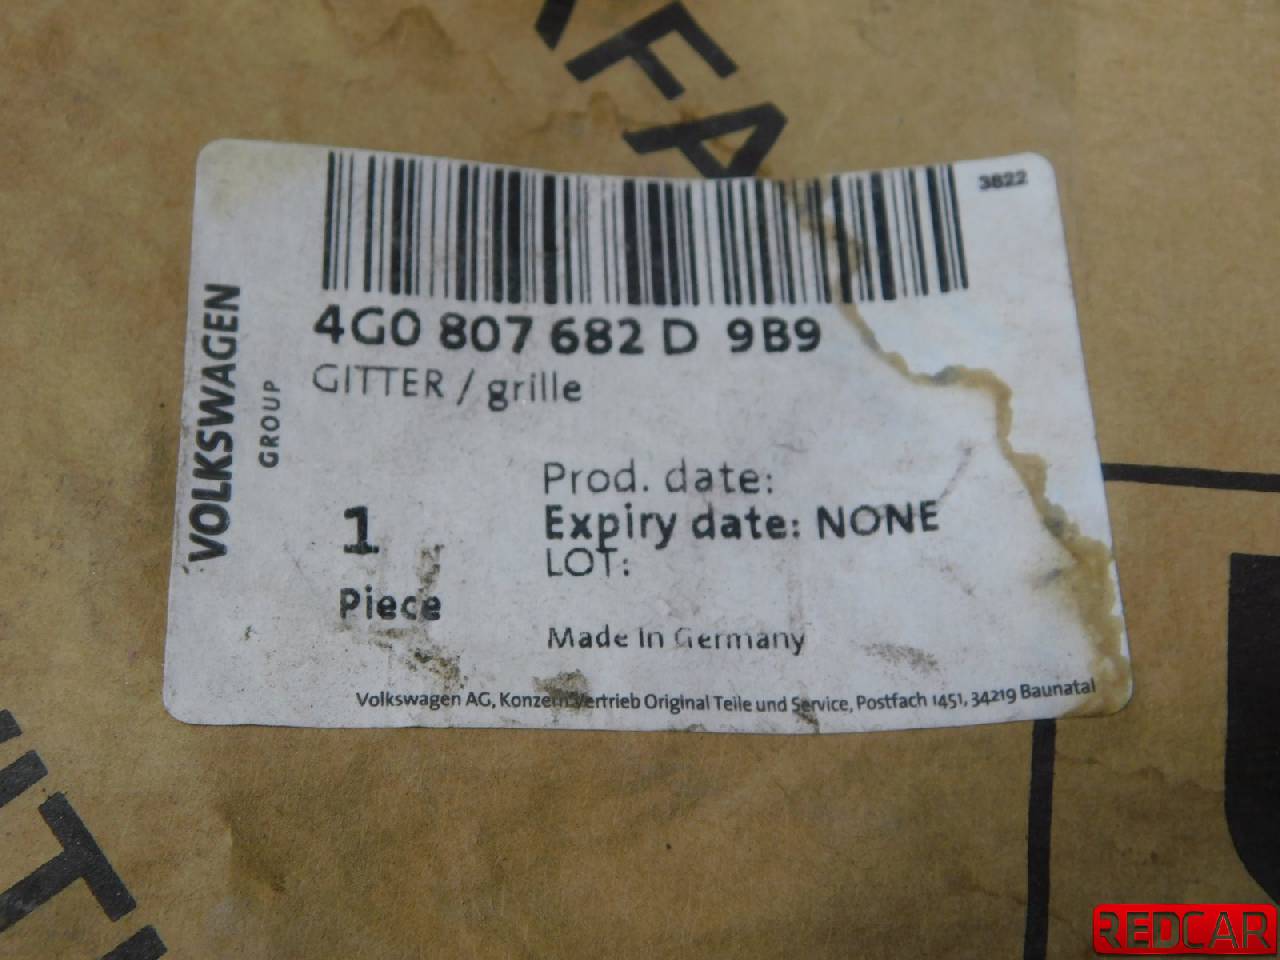 3822
4G0 807 682 D 9B9
GITTER / grille
VOLKSWAGEN
GROUP
Prod. date:
1
Expiry date: NONE
LOT:
Piece
Made In Germany
Volkswagen AG, Konzern Vertrieb Original Teile und Service, Postfach 1451, 34219 Baunatal
REDCAR